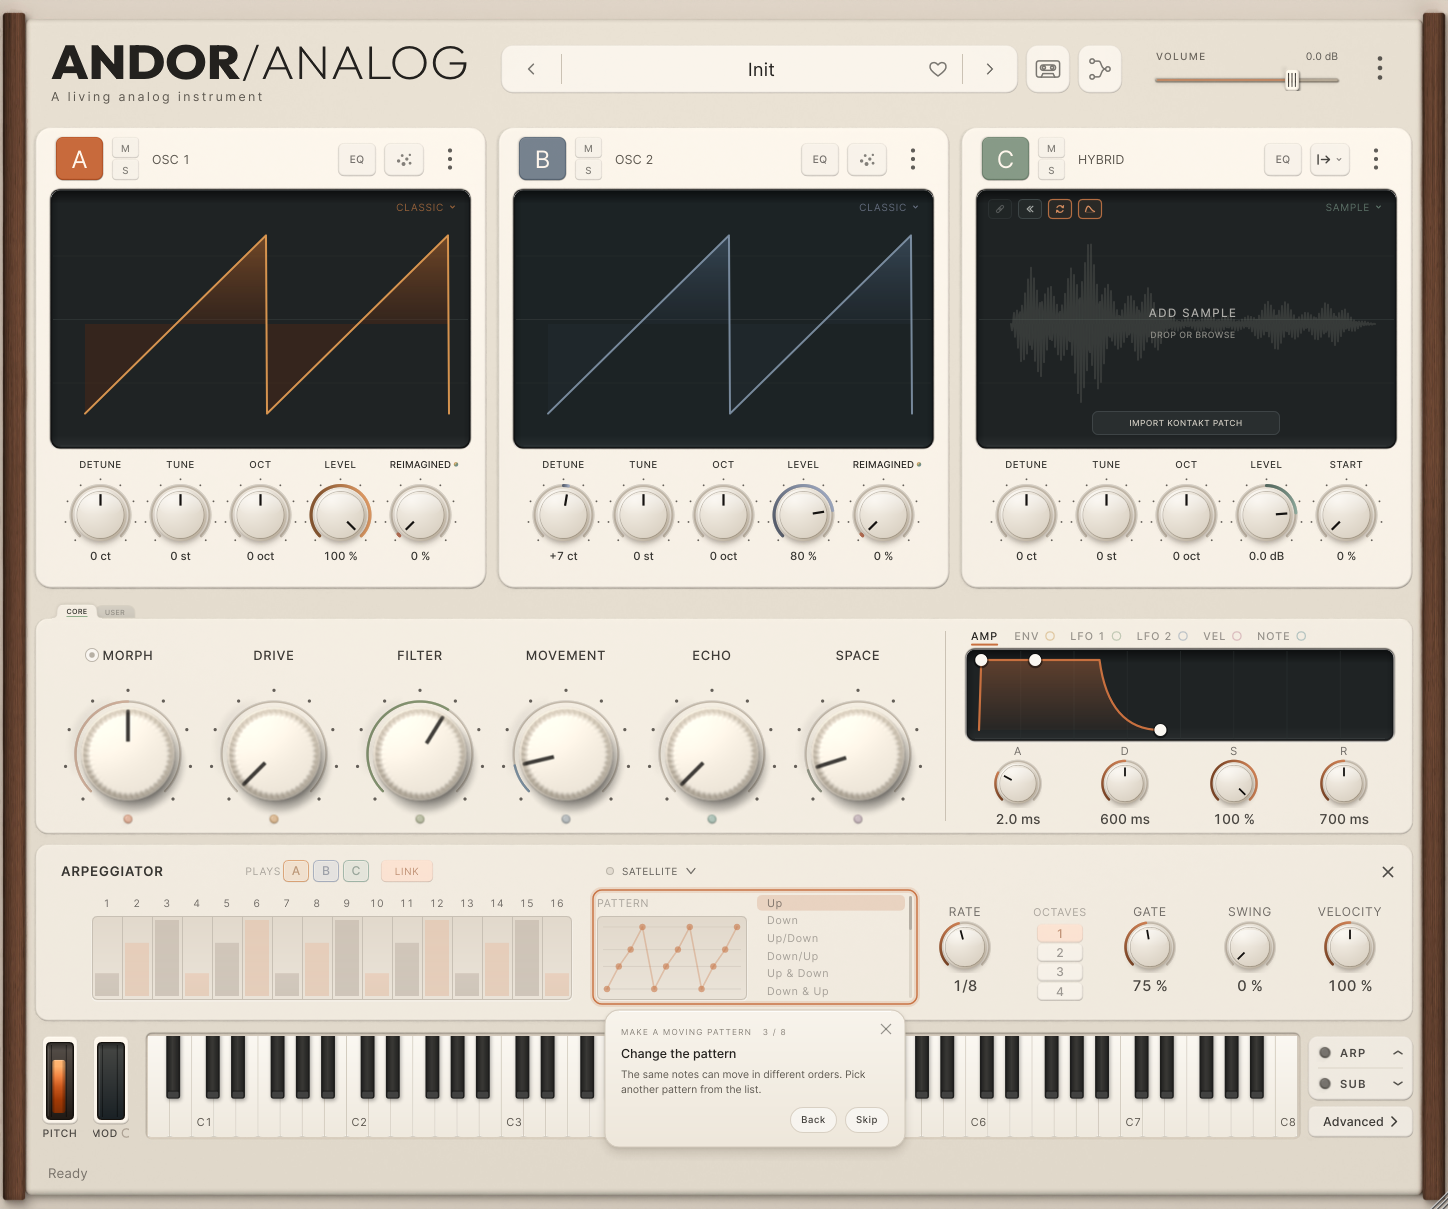 ANDOR/ANALOG
A living analog instrument
Init
VOLUME 0.0 dB
A M S OSC 1 EQ
CLASSIC
DETUNE TUNE OCT LEVEL REIMAGINED
0 ct 0 st 0 oct 100 % 0 %
B M S OSC 2 EQ
CLASSIC
DETUNE TUNE OCT LEVEL REIMAGINED
+7 ct 0 st 0 oct 80 % 0 %
C M S HYBRID EQ
SAMPLE
ADD SAMPLE
DROP OR BROWSE
IMPORT KONTAKT PATCH
DETUNE TUNE OCT LEVEL START
0 ct 0 st 0 oct 0.0 dB 0 %
CORE USER
MORPH DRIVE FILTER MOVEMENT ECHO SPACE
AMP ENV LFO 1 LFO 2 VEL NOTE
A D S R
2.0 ms 600 ms 100 % 700 ms
ARPEGGIATOR PLAYS A B C LINK SATELLITE
1 2 3 4 5 6 7 8 9 10 11 12 13 14 15 16
PATTERN
Up
Down
Up/Down
Down/Up
Up & Down
Down & Up
RATE OCTAVES GATE SWING VELOCITY
1
2
3
4
1/8 75 % 0 % 100 %
MAKE A MOVING PATTERN 3 / 8
Change the pattern
The same notes can move in different orders. Pick
another pattern from the list.
Back Skip
C1 C2 C3 C6 C7 C8
PITCH MOD
ARP
SUB
Advanced
Ready